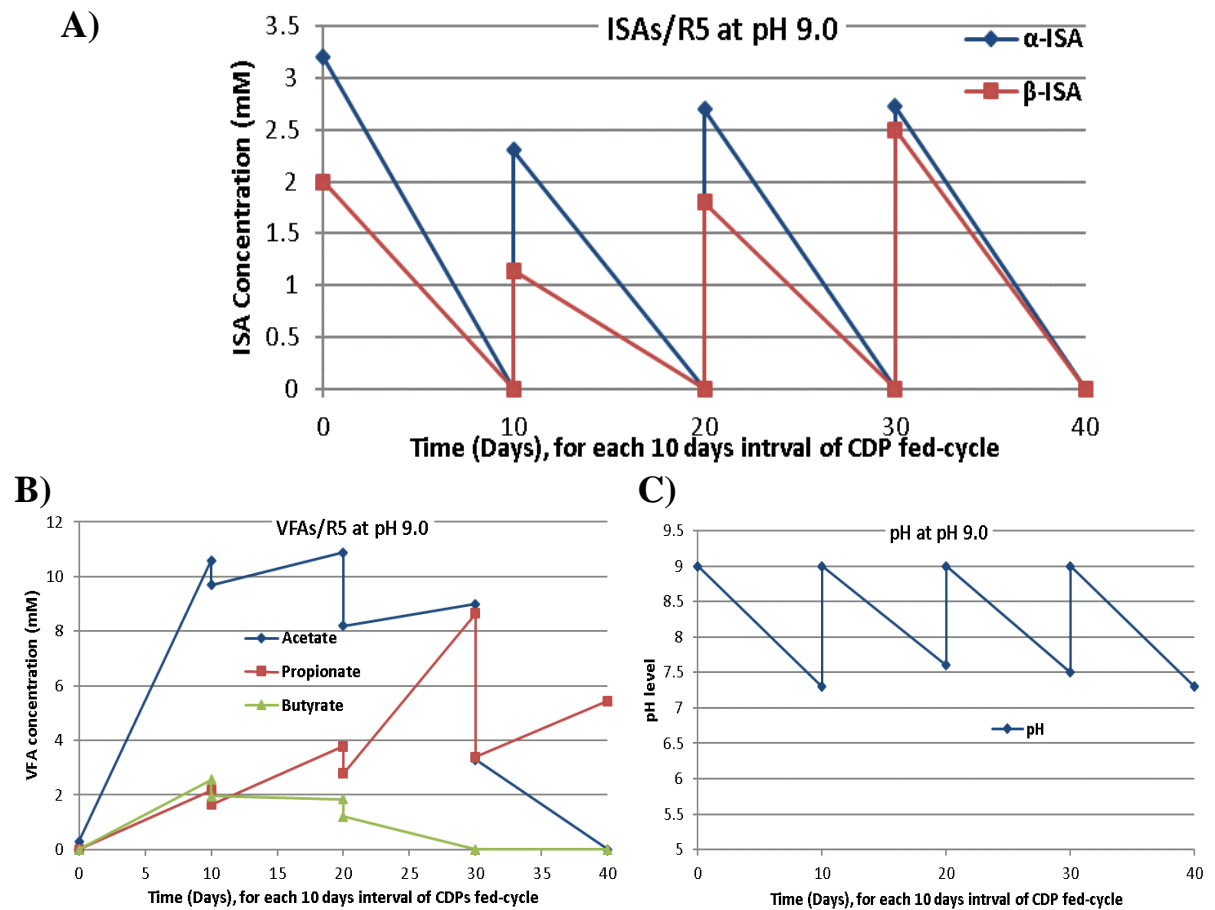 A)
ISAs/R5 at pH 9.0
α-ISA
β-ISA
ISA Concentration (mM)
3.5
3
2.5
2
1.5
1
0.5
0
0 10 20 30 40
Time (Days), for each 10 days intrval of CDP fed-cycle
B)
VFAs/R5 at pH 9.0
VFA concentration (mM)
12
10
8
6
4
2
0
Acetate
Propionate
Butyrate
0 5 10 15 20 25 30 35 40
Time (Days), for each 10 days interval of CDPs fed-cycle
C)
pH at pH 9.0
pH level
9.5
9
8.5
8
7.5
7
6.5
6
5.5
5
pH
0 10 20 30 40
Time (Days), for each 10 days intrval of CDP fed-cycle